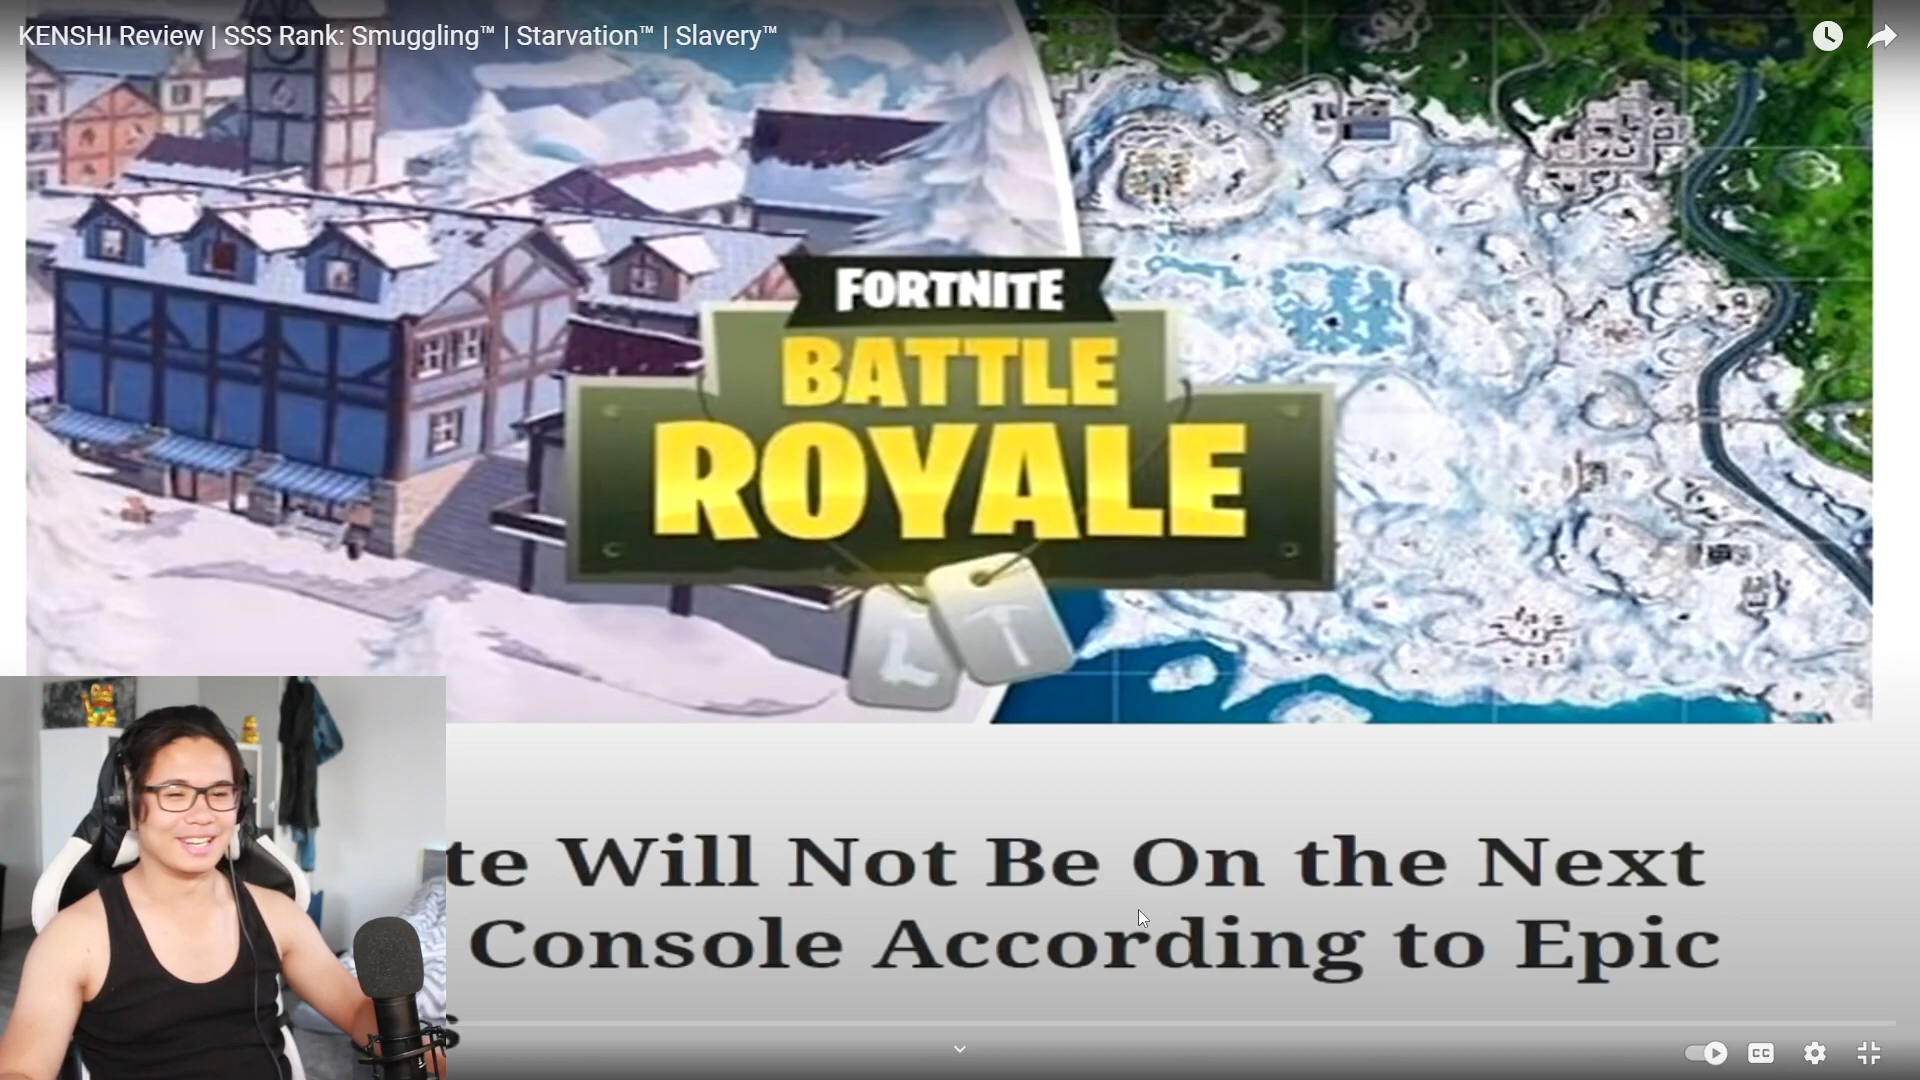 KENSHI Review | SSS Rank: Smuggling™ | Starvation™ | Slavery™
FORTNITE
BATTLE
ROYALE
te Will Not Be On the Next
Console According to Epic
s
CC